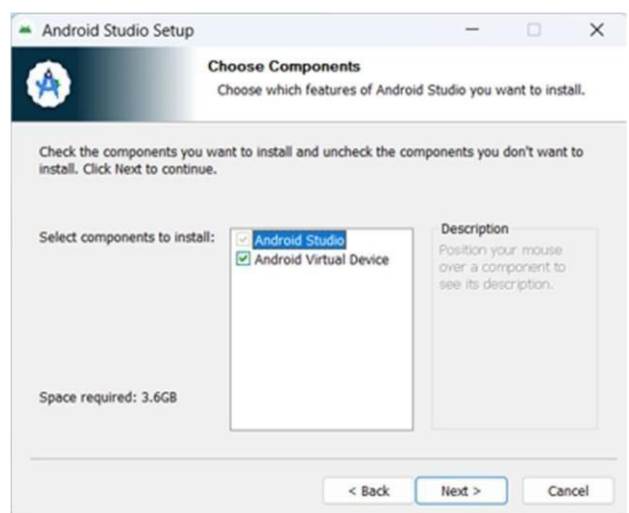 Android Studio Setup
Choose Components
Choose which features of Android Studio you want to install.
Check the components you want to install and uncheck the components you don't want to
install. Click Next to continue.
Select components to install:
Android Studio
Android Virtual Device
Description
Position your mouse
over a component to
see its description.
Space required: 3.6GB
< Back
Next >
Cancel